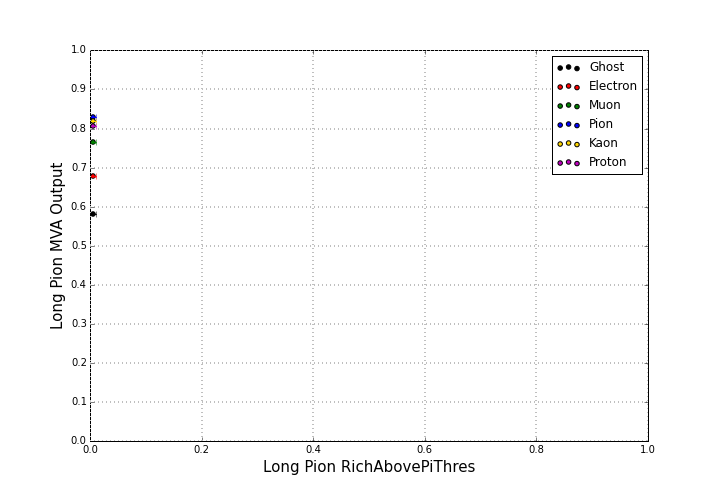 1.0
0.9
0.8
0.7
0.6
0.5
0.4
0.3
0.2
0.1
0.0
Long Pion MVA Output
Ghost
Electron
Muon
Pion
Kaon
Proton
0.0 0.2 0.4 0.6 0.8 1.0
Long Pion RichAbovePiThres